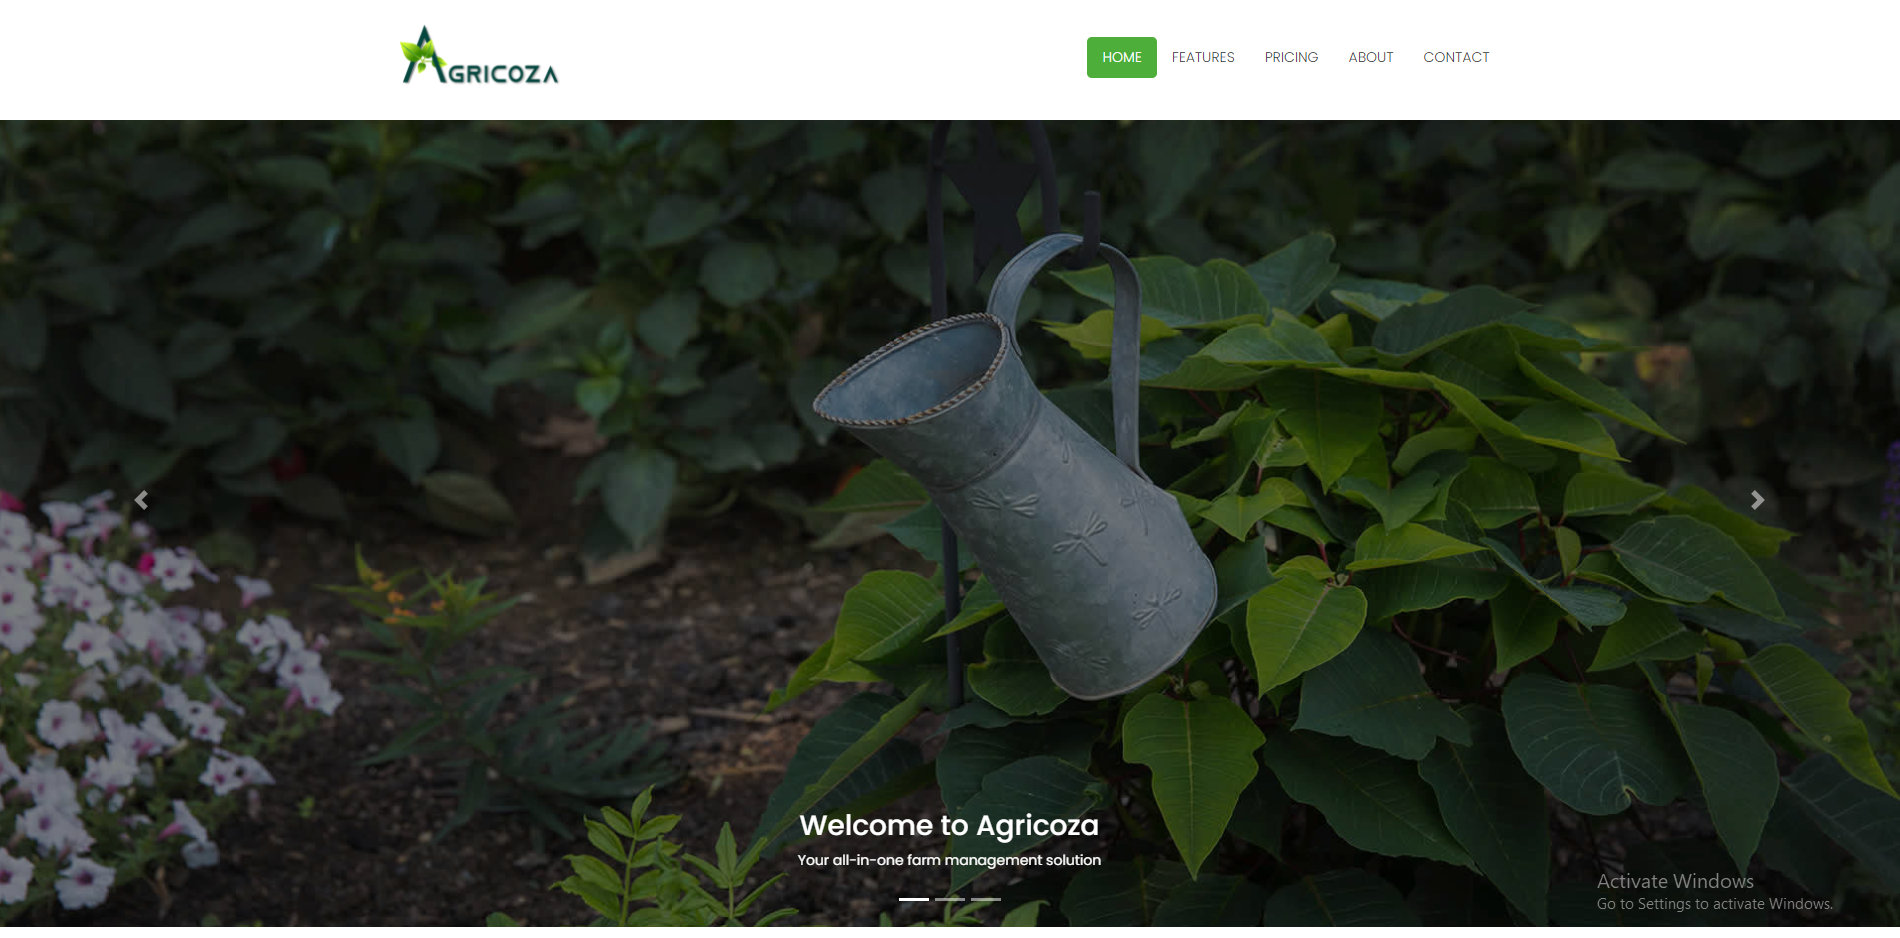 AGRICOZA
HOME FEATURES PRICING ABOUT CONTACT
Welcome to Agricoza
Your all-in-one farm management solution
Activate Windows
Go to Settings to activate Windows.